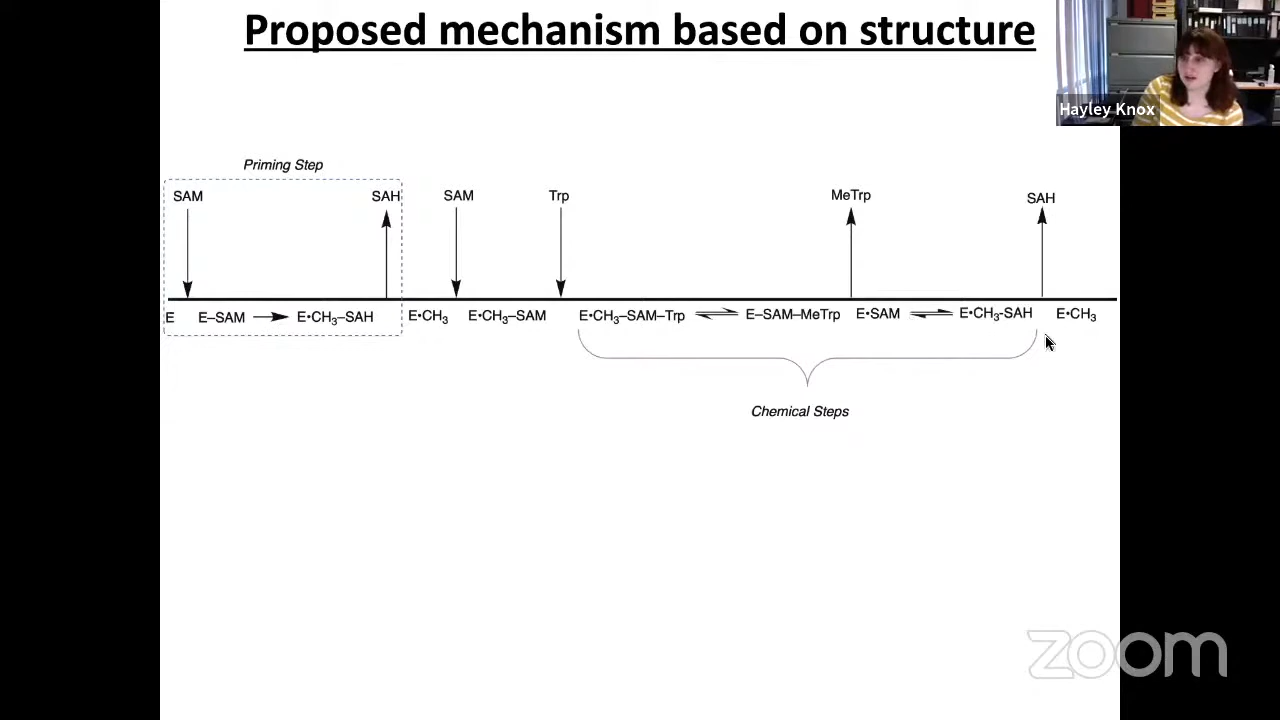 Proposed mechanism based on structure
Hayley Knox
Priming Step
SAM SAH SAM Trp MeTrp SAH
E E–SAM E•CH₃–SAH E•CH₃ E•CH₃–SAM E•CH₃–SAM–Trp E–SAM–MeTrp E•SAM E•CH₃-SAH E•CH₃
Chemical Steps
zoom